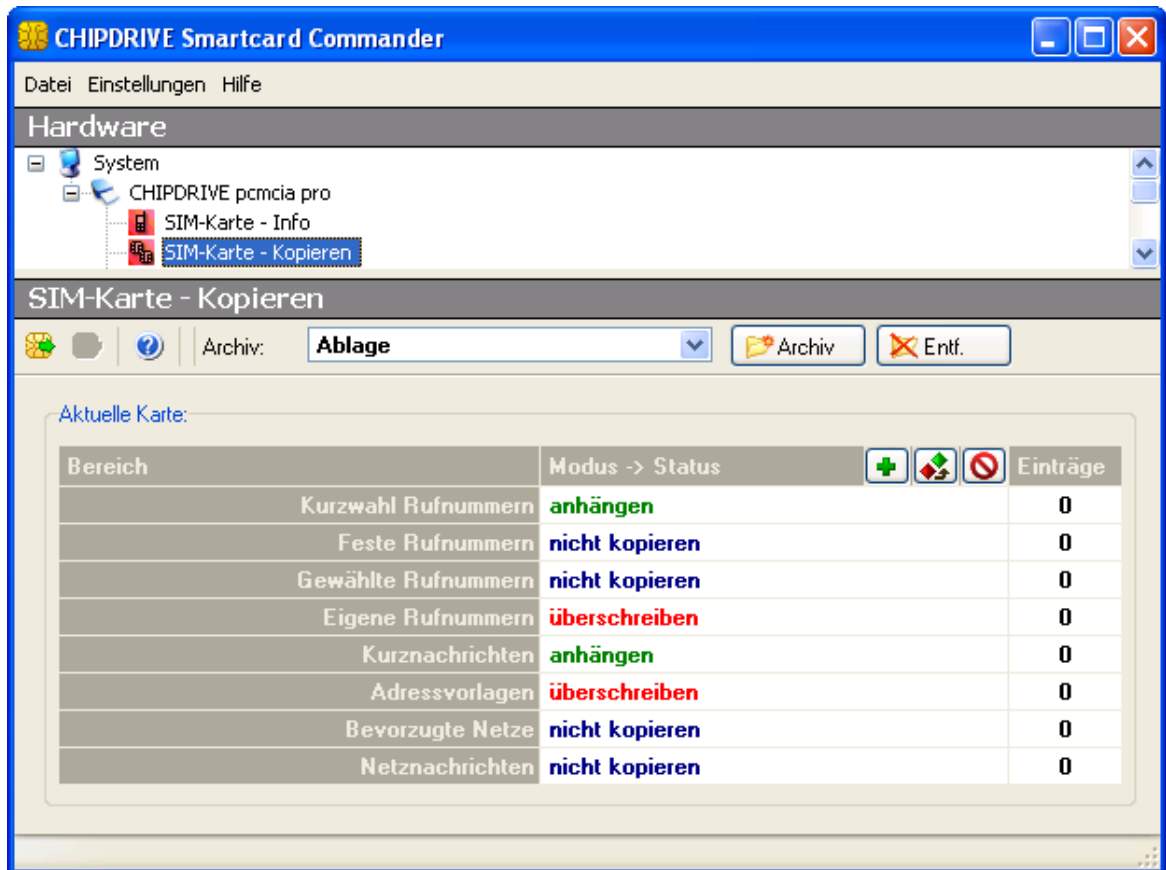 CHIPDRIVE Smartcard Commander
Datei Einstellungen Hilfe
Hardware
System
CHIPDRIVE pcmcia pro
SIM-Karte - Info
SIM-Karte - Kopieren
SIM-Karte - Kopieren
Archiv: Ablage Archiv Entf.
Aktuelle Karte:
Bereich Modus -> Status Einträge
Kurzwahl Rufnummern anhängen 0
Feste Rufnummern nicht kopieren 0
Gewählte Rufnummern nicht kopieren 0
Eigene Rufnummern überschreiben 0
Kurznachrichten anhängen 0
Adressvorlagen überschreiben 0
Bevorzugte Netze nicht kopieren 0
Netznachrichten nicht kopieren 0